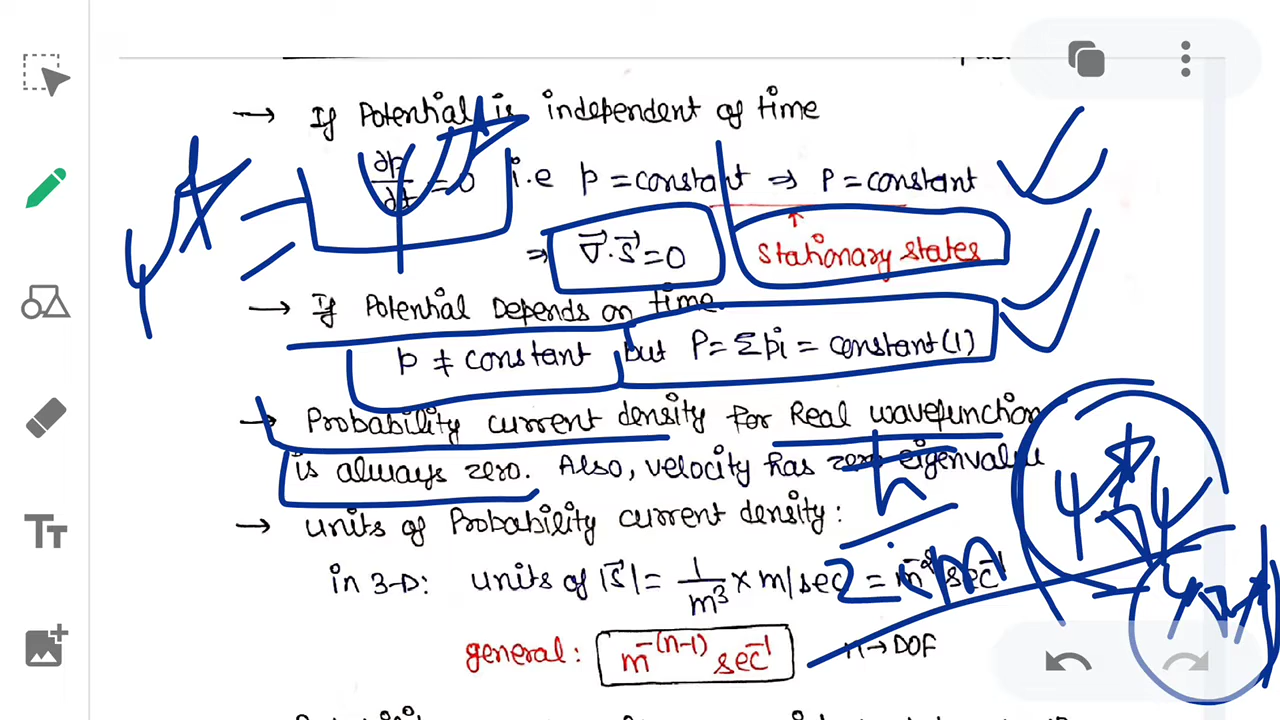 → If Potential is independent of time
∂p/∂t = 0 i.e p = constant ⇒ P = constant
⇒ ∇⃗·S⃗ = 0 Stationary states
→ If Potential Depends on time
p ≠ constant but P = Σpi = constant (1)
→ Probability current density for Real wavefunction
is always zero. Also, velocity has zero eigenvalue
→ units of Probability current density:
in 3-D: units of |S⃗| = 1/m³ × m/sec = m⁻² sec⁻¹
general: m⁻⁽ⁿ⁻¹⁾ sec⁻¹ n → DOF
ψ*
ψ*
ħ
2im
ψ*∇ψ
ψ∇ψ*
TT